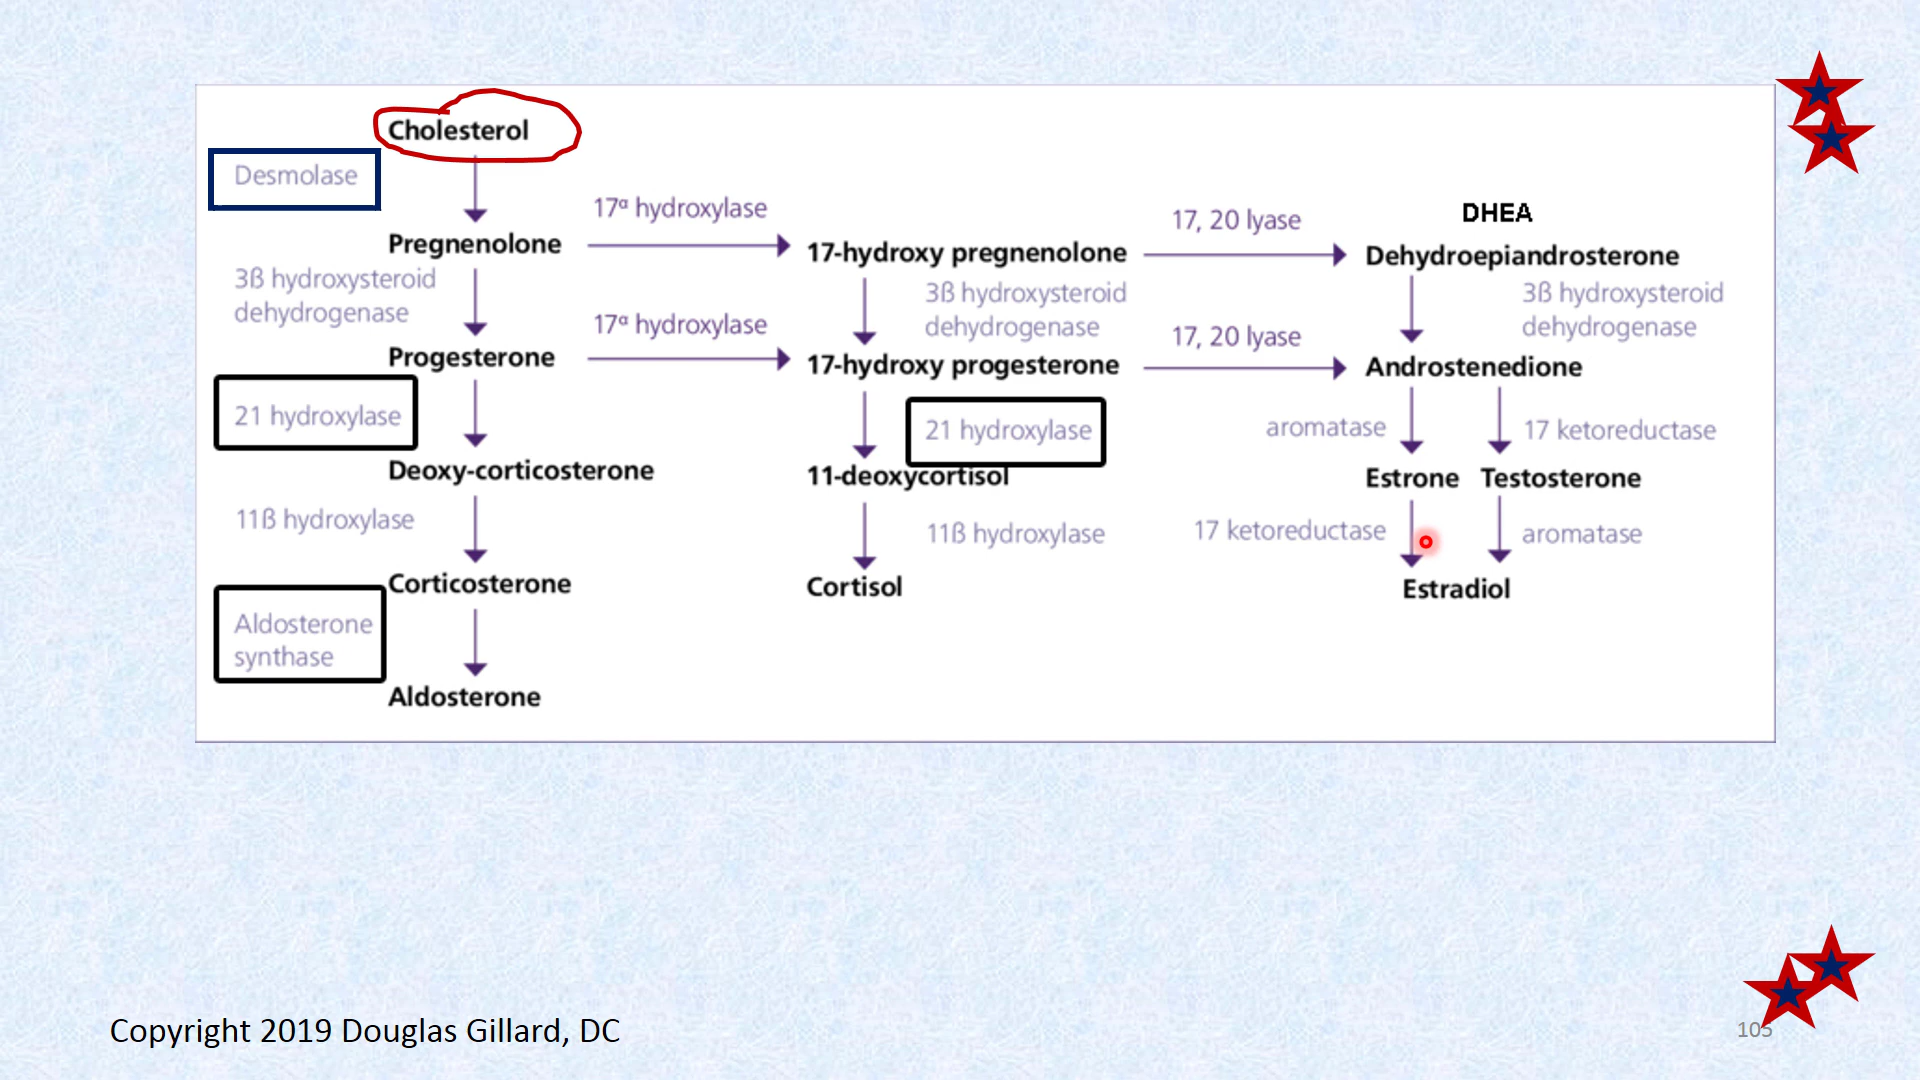 Cholesterol
Desmolase
17ᵅ hydroxylase
17, 20 lyase
DHEA
Pregnenolone
17-hydroxy pregnenolone
Dehydroepiandrosterone
3ß hydroxysteroid
dehydrogenase
3ß hydroxysteroid
dehydrogenase
3ß hydroxysteroid
dehydrogenase
17ᵅ hydroxylase
17, 20 lyase
Progesterone
17-hydroxy progesterone
Androstenedione
21 hydroxylase
21 hydroxylase
aromatase
17 ketoreductase
Deoxy-corticosterone
11-deoxycortisol
Estrone
Testosterone
11ß hydroxylase
11ß hydroxylase
17 ketoreductase
aromatase
Corticosterone
Cortisol
Estradiol
Aldosterone
synthase
Aldosterone
Copyright 2019 Douglas Gillard, DC
105